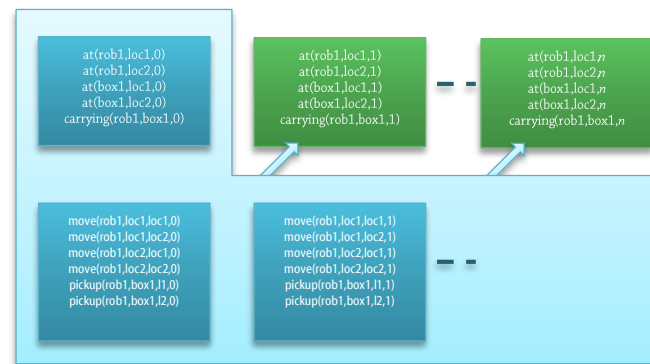 at(rob1,loc1,0)
at(rob1,loc2,0)
at(box1,loc1,0)
at(box1,loc2,0)
carrying(rob1,box1,0)
at(rob1,loc1,1)
at(rob1,loc2,1)
at(box1,loc1,1)
at(box1,loc2,1)
carrying(rob1,box1,1)
at(rob1,loc1,n
at(rob1,loc2,n
at(box1,loc1,n
at(box1,loc2,n
carrying(rob1,box1,n
move(rob1,loc1,loc1,0)
move(rob1,loc1,loc2,0)
move(rob1,loc2,loc1,0)
move(rob1,loc2,loc2,0)
pickup(rob1,box1,l1,0)
pickup(rob1,box1,l2,0)
move(rob1,loc1,loc1,1)
move(rob1,loc1,loc2,1)
move(rob1,loc2,loc1,1)
move(rob1,loc2,loc2,1)
pickup(rob1,box1,l1,1)
pickup(rob1,box1,l2,1)